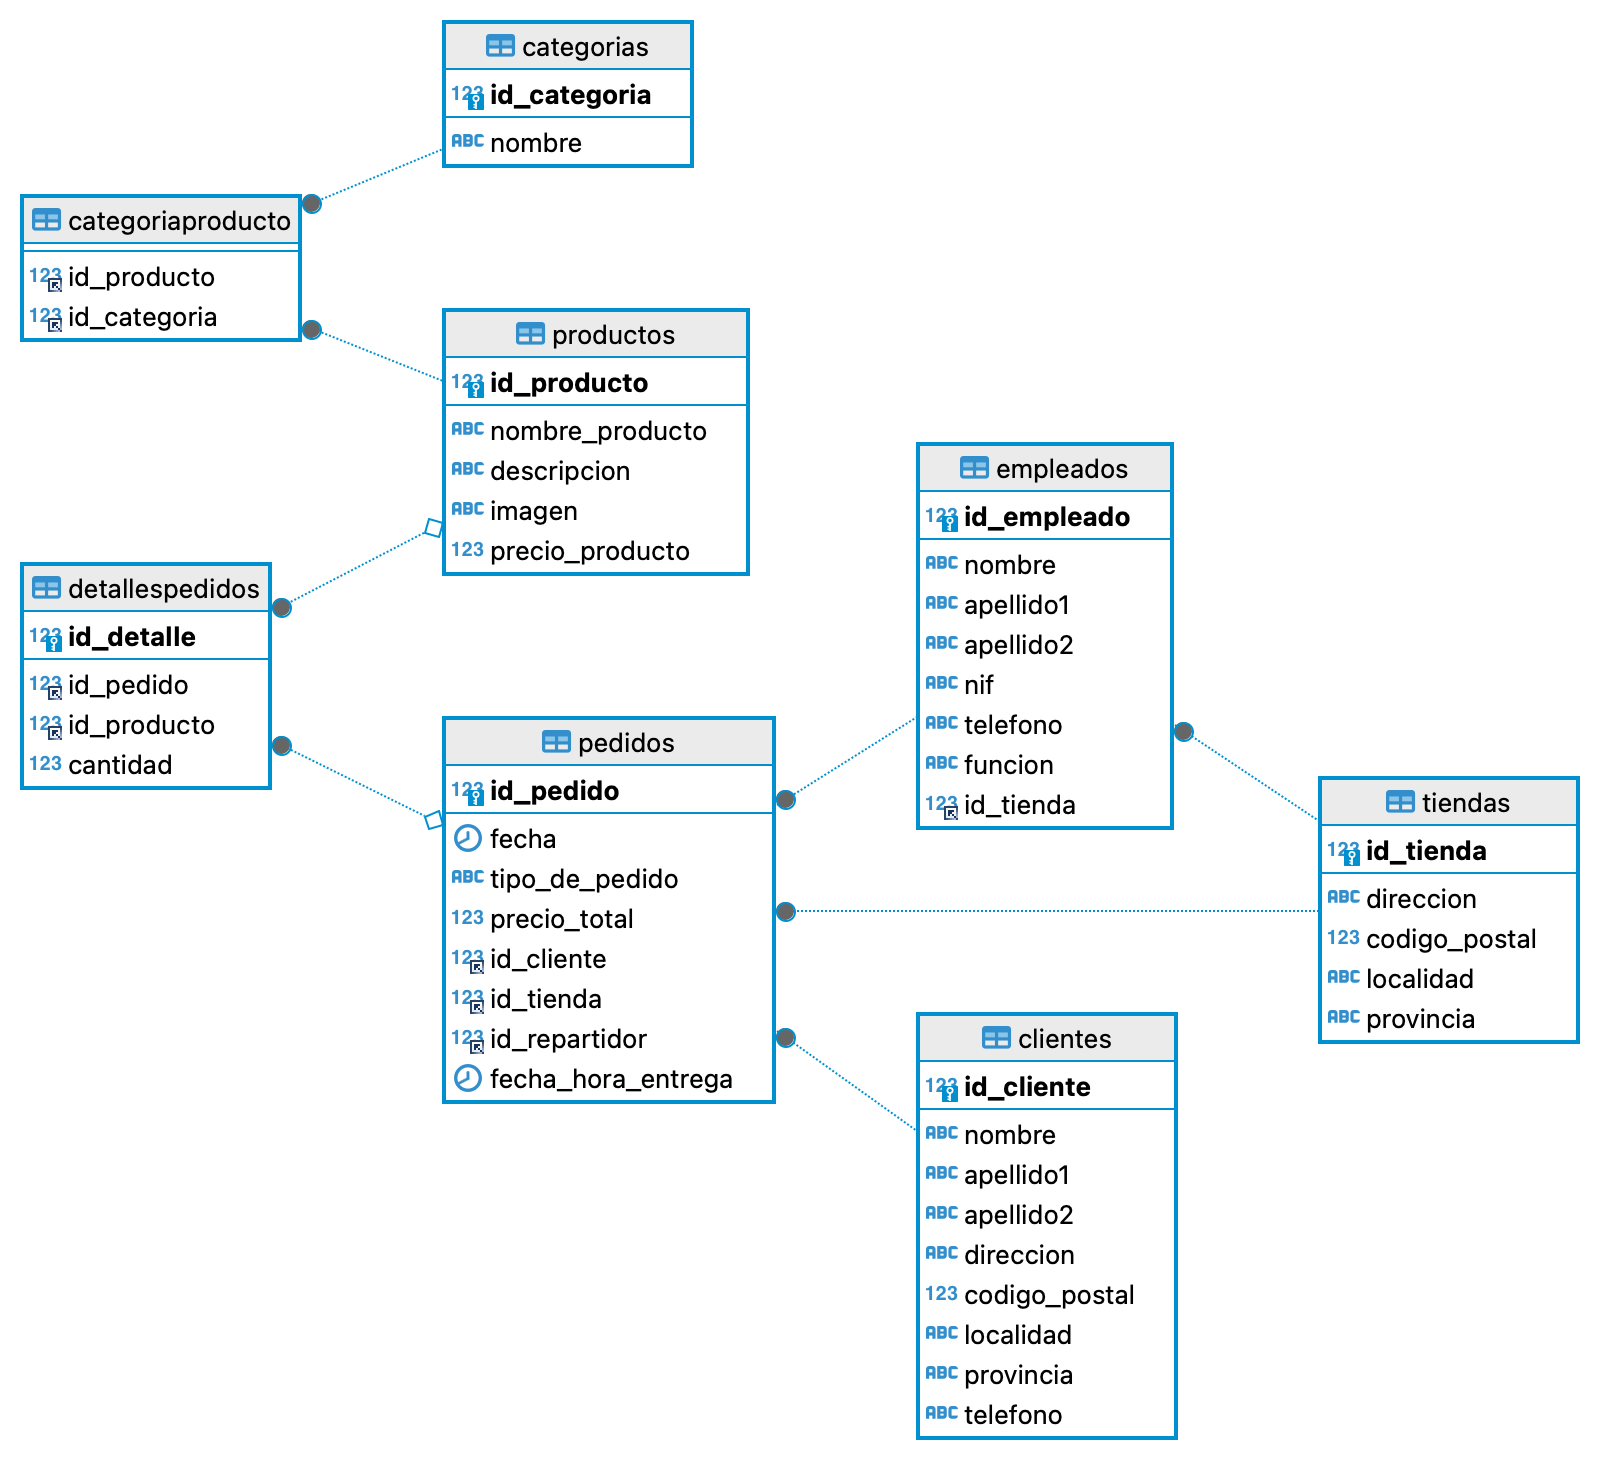 categorias
123 id_categoria
ABC nombre
categoriaproducto
123 id_producto
123 id_categoria
productos
123 id_producto
ABC nombre_producto
ABC descripcion
ABC imagen
123 precio_producto
detallespedidos
123 id_detalle
123 id_pedido
123 id_producto
123 cantidad
pedidos
123 id_pedido
fecha
ABC tipo_de_pedido
123 precio_total
123 id_cliente
123 id_tienda
123 id_repartidor
fecha_hora_entrega
empleados
123 id_empleado
ABC nombre
ABC apellido1
ABC apellido2
ABC nif
ABC telefono
ABC funcion
123 id_tienda
tiendas
123 id_tienda
ABC direccion
123 codigo_postal
ABC localidad
ABC provincia
clientes
123 id_cliente
ABC nombre
ABC apellido1
ABC apellido2
ABC direccion
123 codigo_postal
ABC localidad
ABC provincia
ABC telefono